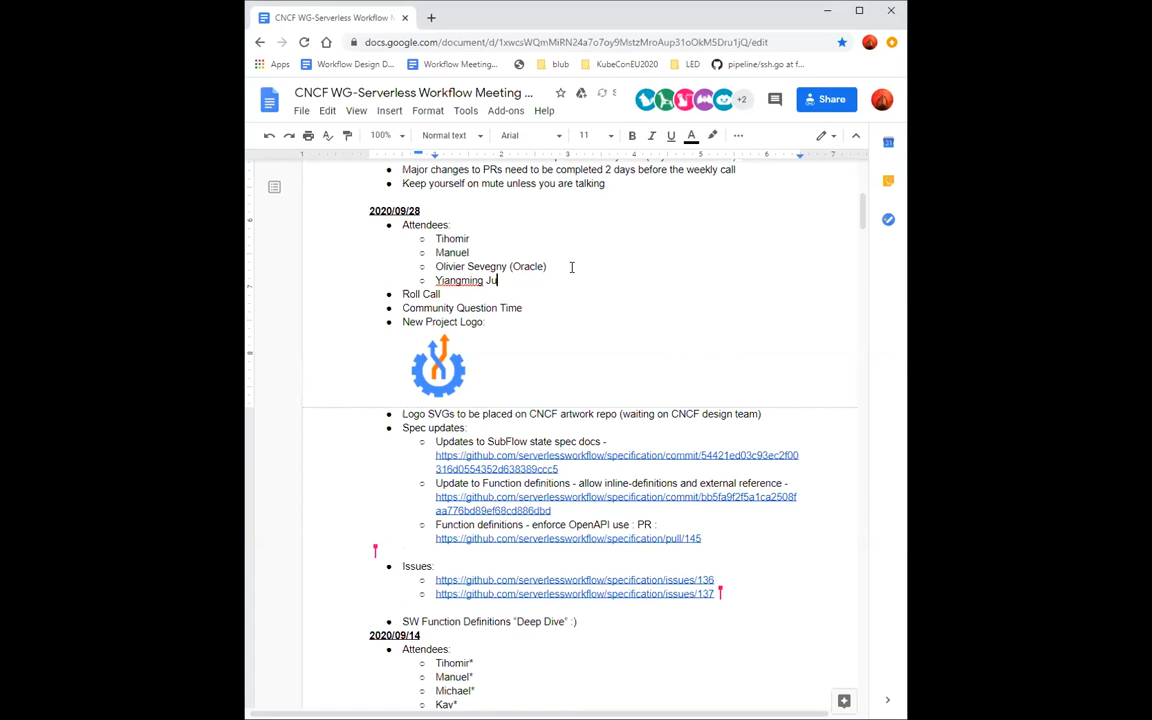 CNCF WG-Serverless Workflow M
docs.google.com/document/d/1xwcsWQmMiRN24a7o7oy9MstzMroAup31oOkM5Dru1jQ/edit
Apps Workflow Design D... Workflow Meeting... blub KubeConEU2020 LED pipeline/ssh.go at f...
CNCF WG-Serverless Workflow Meeting ...
File Edit View Insert Format Tools Add-ons Help
+2
Share
100% Normal text Arial 11 B I U A
1 1 2 3 4 5 6 7
Major changes to PRs need to be completed 2 days before the weekly call
Keep yourself on mute unless you are talking
2020/09/28
Attendees:
Tihomir
Manuel
Olivier Sevegny (Oracle)
Yiangming Ju
Roll Call
Community Question Time
New Project Logo:
Logo SVGs to be placed on CNCF artwork repo (waiting on CNCF design team)
Spec updates:
Updates to SubFlow state spec docs -
https://github.com/serverlessworkflow/specification/commit/54421ed03c93ec2f00
316d0554352d638389ccc5
Update to Function definitions - allow inline-definitions and external reference -
https://github.com/serverlessworkflow/specification/commit/bb5fa9f2f5a1ca2508f
aa776bd89ef68cd886dbd
Function definitions - enforce OpenAPI use : PR :
https://github.com/serverlessworkflow/specification/pull/145
Issues:
https://github.com/serverlessworkflow/specification/issues/136
https://github.com/serverlessworkflow/specification/issues/137
SW Function Definitions "Deep Dive" :)
2020/09/14
Attendees:
Tihomir*
Manuel*
Michael*
Kav*